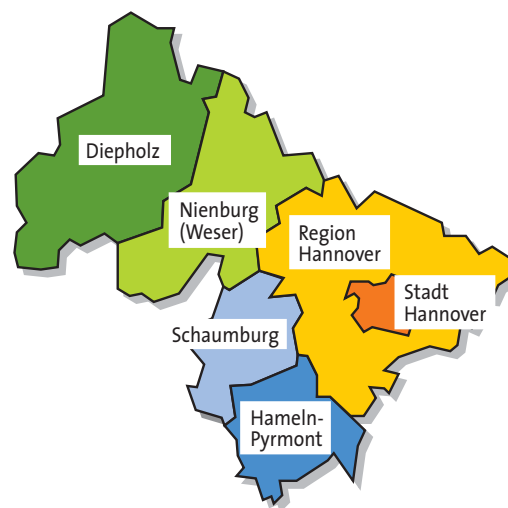 Diepholz
Nienburg
(Weser)
Region
Hannover
Stadt
Hannover
Schaumburg
Hameln-
Pyrmont